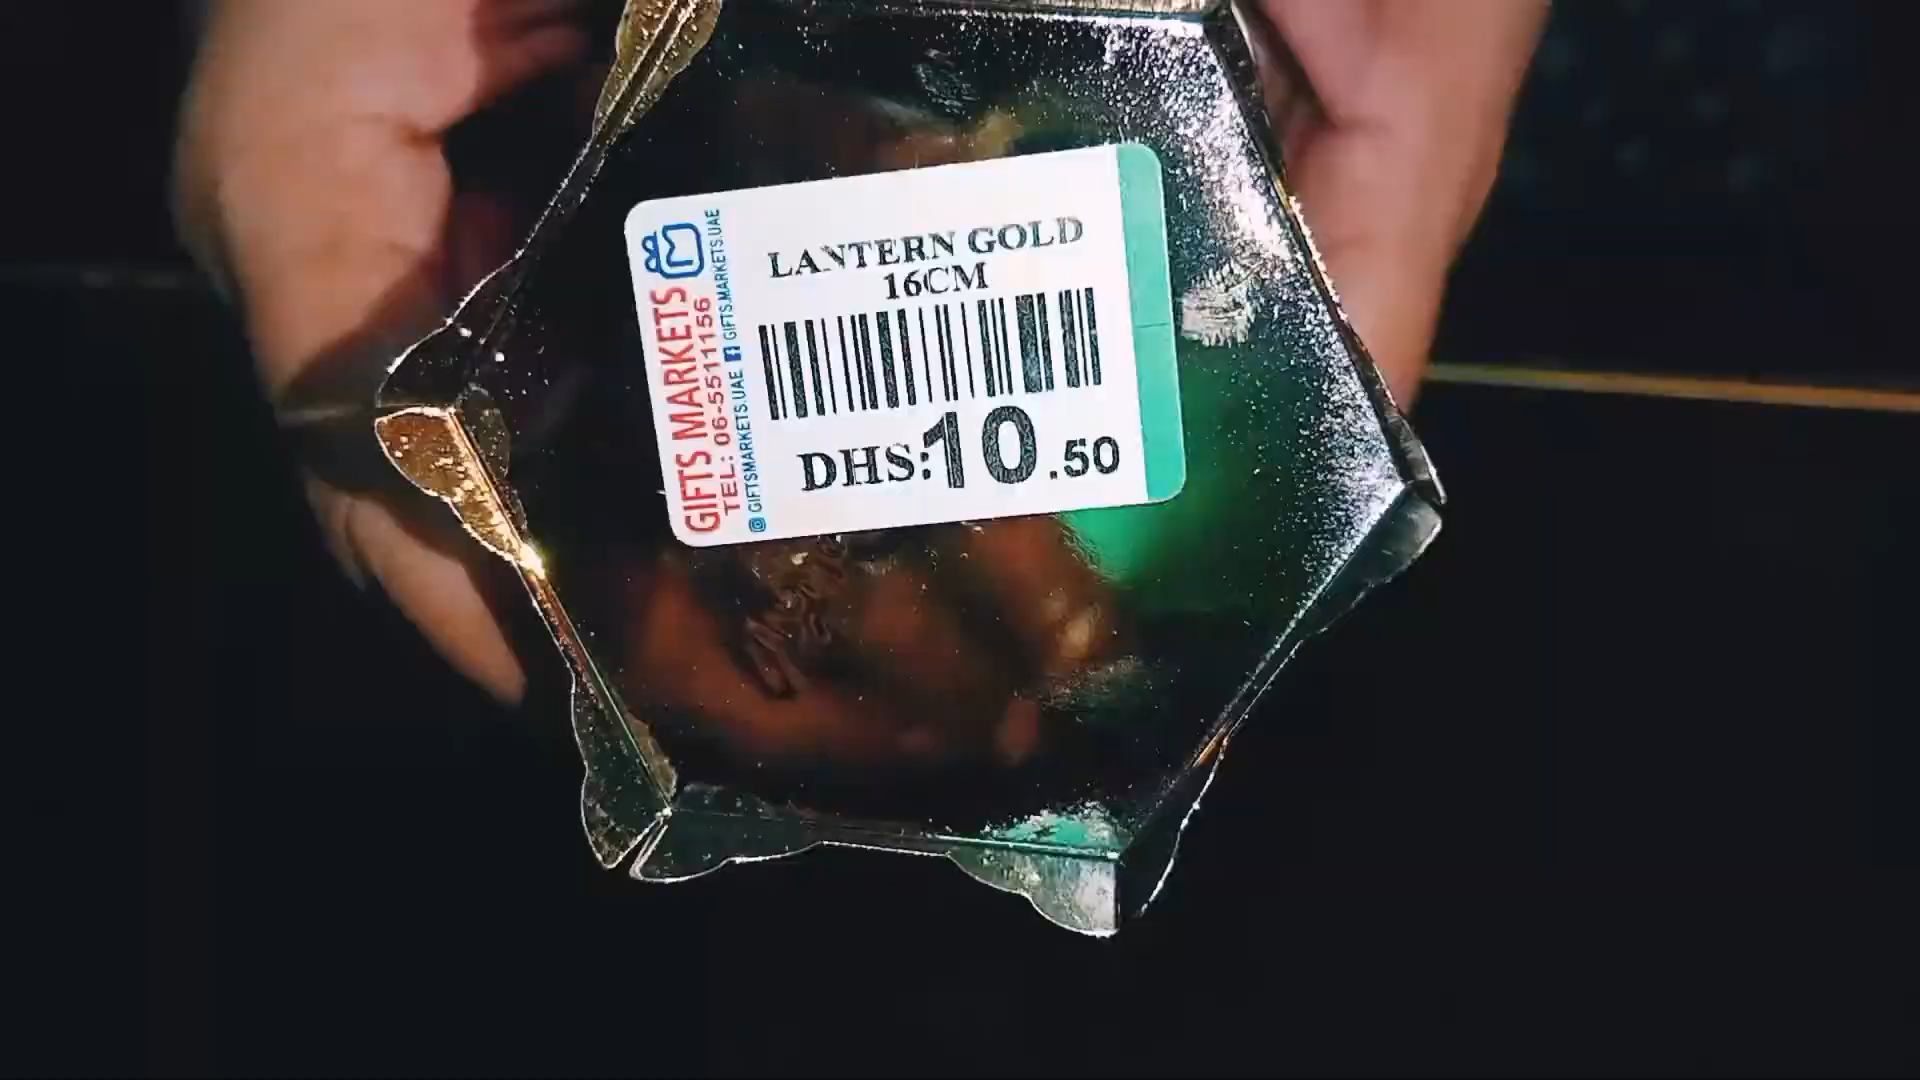 LANTERN GOLD
16CM
DHS:10.50
GIFTS MARKETS
TEL: 06-5511156
GIFTSMARKETS.UAE GIFTS.MARKETS.UAE